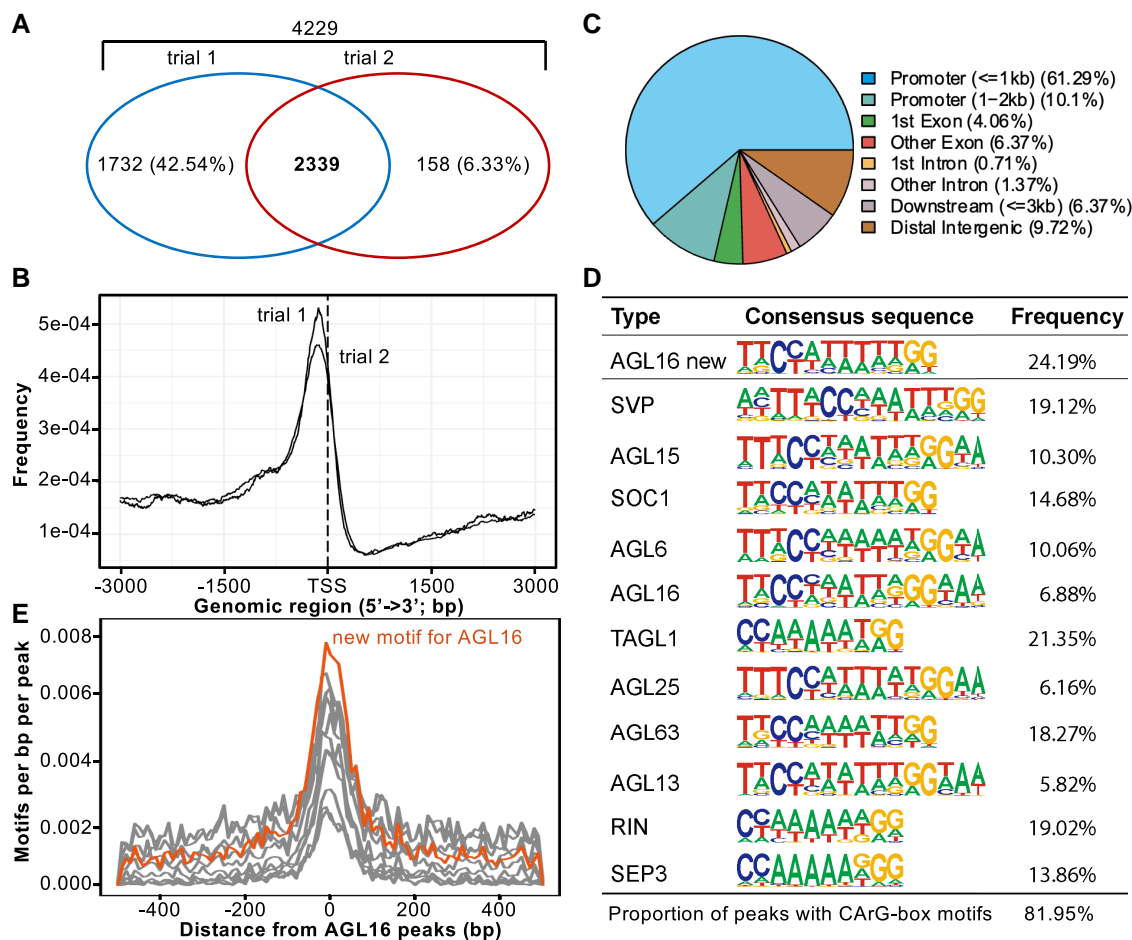 A
4229
trial 1 trial 2
1732 (42.54%) 2339 158 (6.33%)
B
Frequency
5e-04
4e-04
3e-04
2e-04
1e-04
trial 1
trial 2
-3000 -1500 TSS 1500 3000
Genomic region (5'->3'; bp)
C
Promoter (<=1kb) (61.29%)
Promoter (1−2kb) (10.1%)
1st Exon (4.06%)
Other Exon (6.37%)
1st Intron (0.71%)
Other Intron (1.37%)
Downstream (<=3kb) (6.37%)
Distal Intergenic (9.72%)
D
Type Consensus sequence Frequency
AGL16 new 24.19%
SVP 19.12%
AGL15 10.30%
SOC1 14.68%
AGL6 10.06%
AGL16 6.88%
TAGL1 21.35%
AGL25 6.16%
AGL63 18.27%
AGL13 5.82%
RIN 19.02%
SEP3 13.86%
Proportion of peaks with CArG-box motifs 81.95%
E
Motifs per bp per peak
0.008
0.006
0.004
0.002
0.000
new motif for AGL16
-400 -200 0 200 400
Distance from AGL16 peaks (bp)